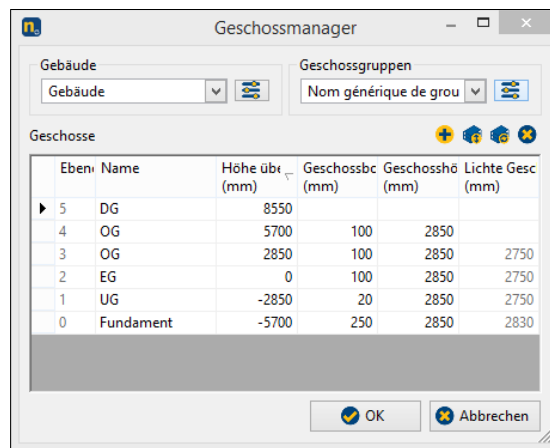 Geschossmanager
Gebäude
Geschossgruppen
Gebäude
Nom générique de grou
Geschosse
Ebene Name Höhe übe Geschossbo Geschosshö Lichte Gesc
(mm) (mm) (mm) (mm)
5 DG 8550
4 OG 5700 100 2850
3 OG 2850 100 2850 2750
2 EG 0 100 2850 2750
1 UG -2850 20 2850 2750
0 Fundament -5700 250 2850 2830
OK Abbrechen